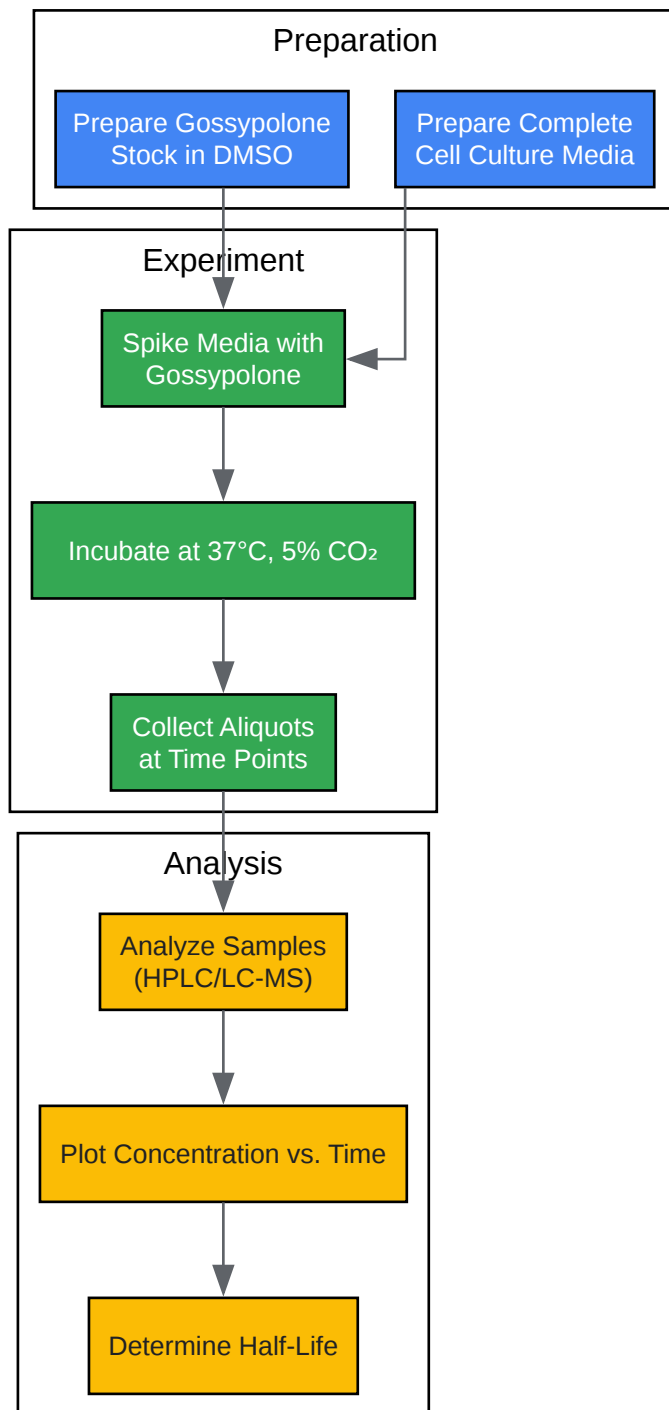 Preparation
Prepare Gossypolone
Stock in DMSO
Prepare Complete
Cell Culture Media
Experiment
Spike Media with
Gossypolone
Incubate at 37°C, 5% CO₂
Collect Aliquots
at Time Points
Analysis
Analyze Samples
(HPLC/LC-MS)
Plot Concentration vs. Time
Determine Half-Life